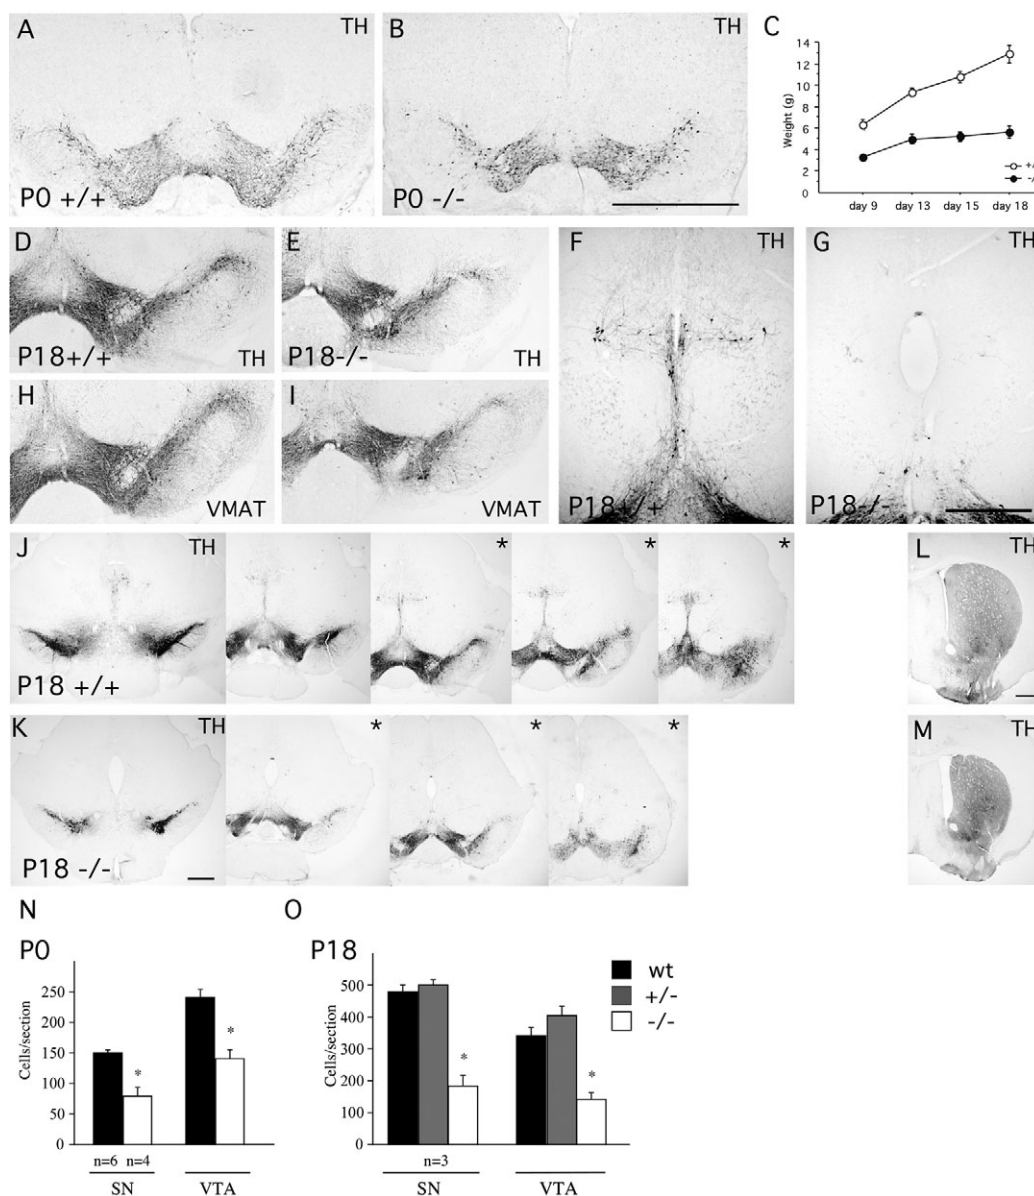 A TH
P0 +/+
B TH
P0 -/-
C
Weight (g)
14
12
10
8
6
4
2
0
day 9 day 13 day 15 day 18
D
P18+/+
TH
E
P18-/-
TH
F TH
P18+/+
G TH
P18-/-
H
VMAT
I
VMAT
J TH * * *
P18 +/+
K TH * * *
P18 -/-
L TH
M TH
N
P0
Cells/section
250
200
150
100
50
0
* *
n=6 n=4
SN VTA
O
P18
Cells/section
500
400
300
200
100
0
* *
n=3
SN VTA
wt
+/-
-/-